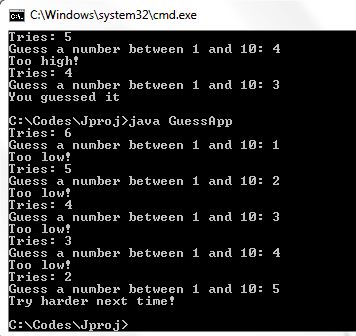 C:\Windows\system32\cmd.exe
Tries: 5
Guess a number between 1 and 10: 4
Too high!
Tries: 4
Guess a number between 1 and 10: 3
You guessed it
C:\Codes\Jproj>java GuessApp
Tries: 6
Guess a number between 1 and 10: 1
Too low!
Tries: 5
Guess a number between 1 and 10: 2
Too low!
Tries: 4
Guess a number between 1 and 10: 3
Too low!
Tries: 3
Guess a number between 1 and 10: 4
Too low!
Tries: 2
Guess a number between 1 and 10: 5
Try harder next time!
C:\Codes\Jproj>